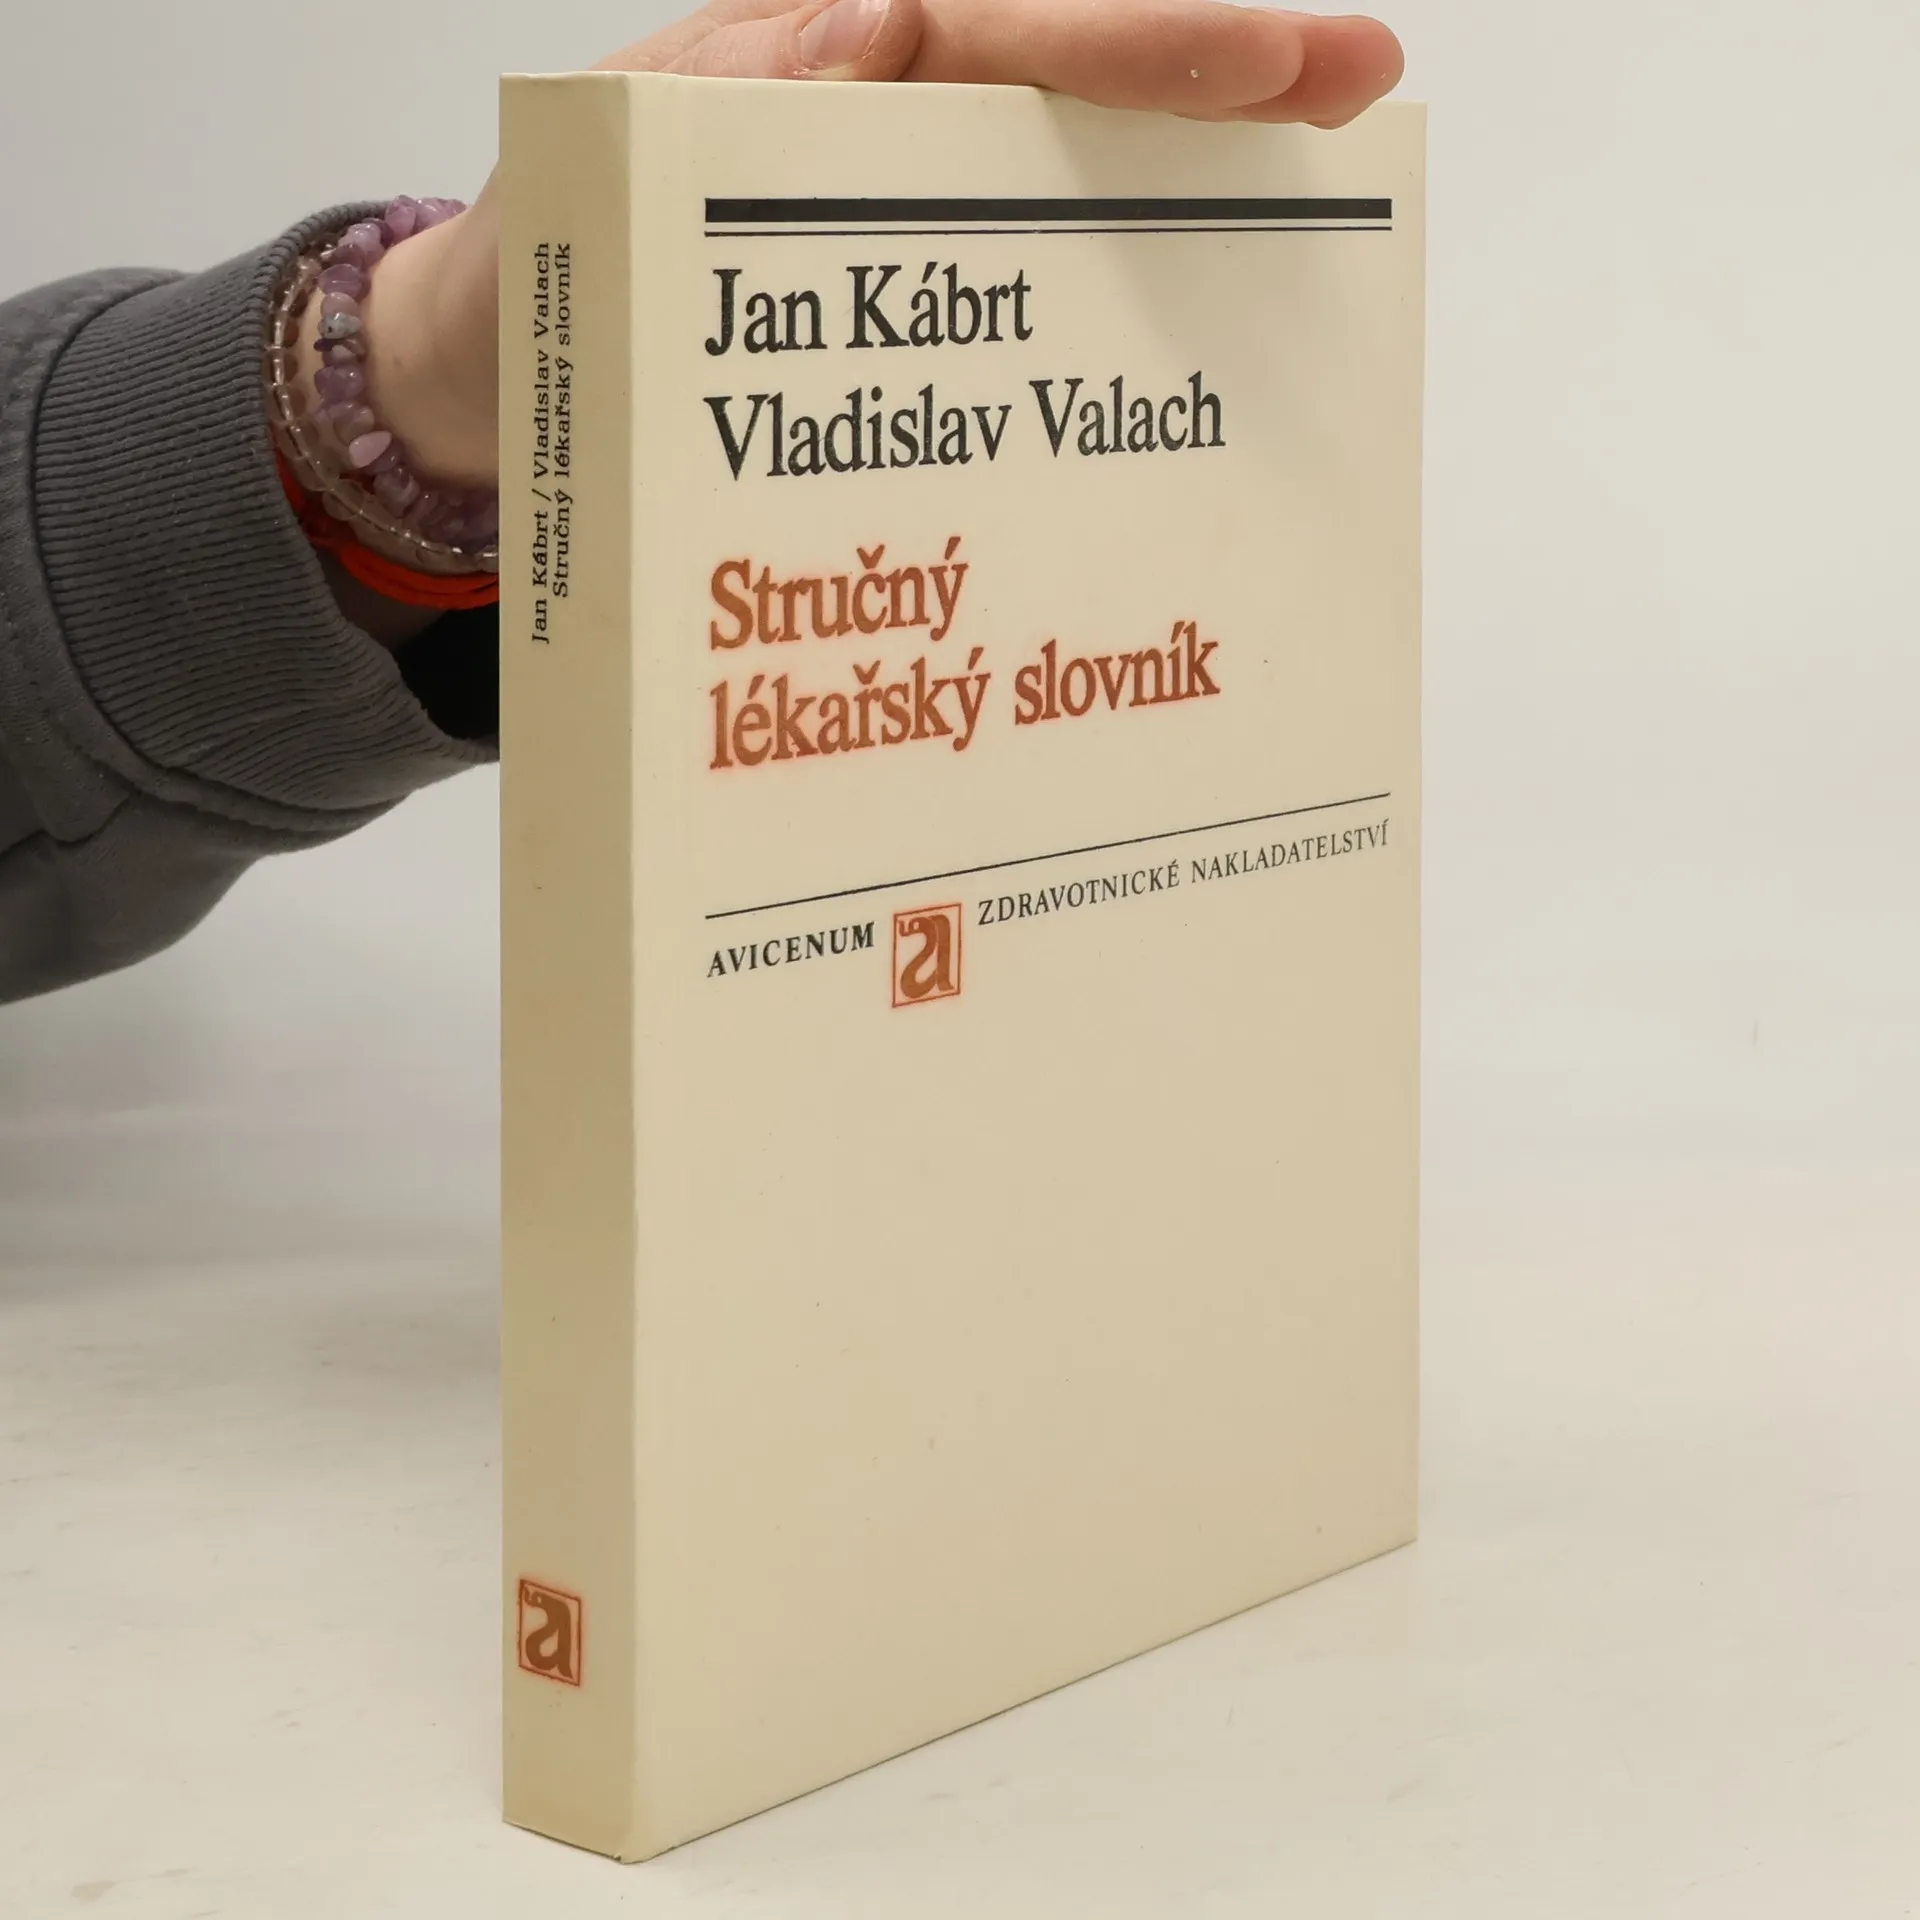 Jan Kábrt / Vladislav Valach
Stručný lékařský slovník
Jan Kábrt
Vladislav Valach
Stručný
lékařský slovník
AVICENUM a ZDRAVOTNICKÉ NAKLADATELSTVÍ
a